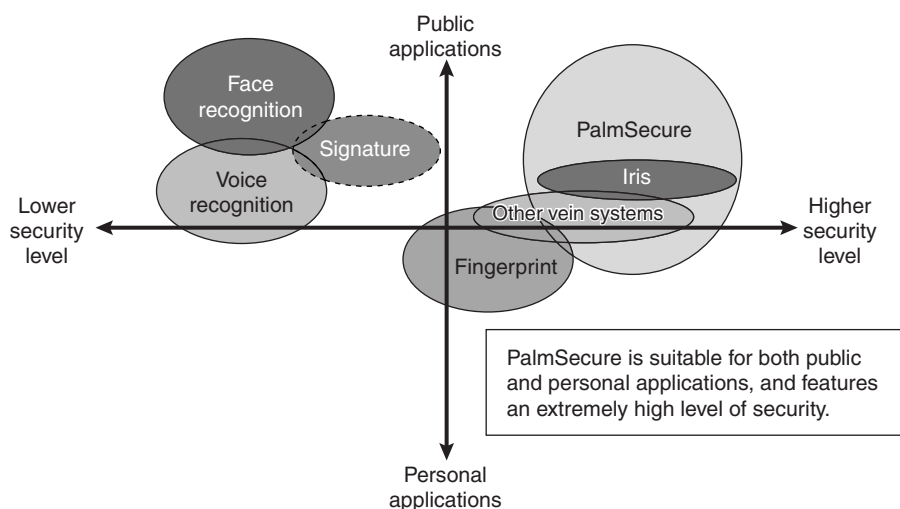 Public
applications
Face
recognition
Signature
PalmSecure
Iris
Voice
recognition
Other vein systems
Lower
security
level
Higher
security
level
Fingerprint
PalmSecure is suitable for both public
and personal applications, and features
an extremely high level of security.
Personal
applications